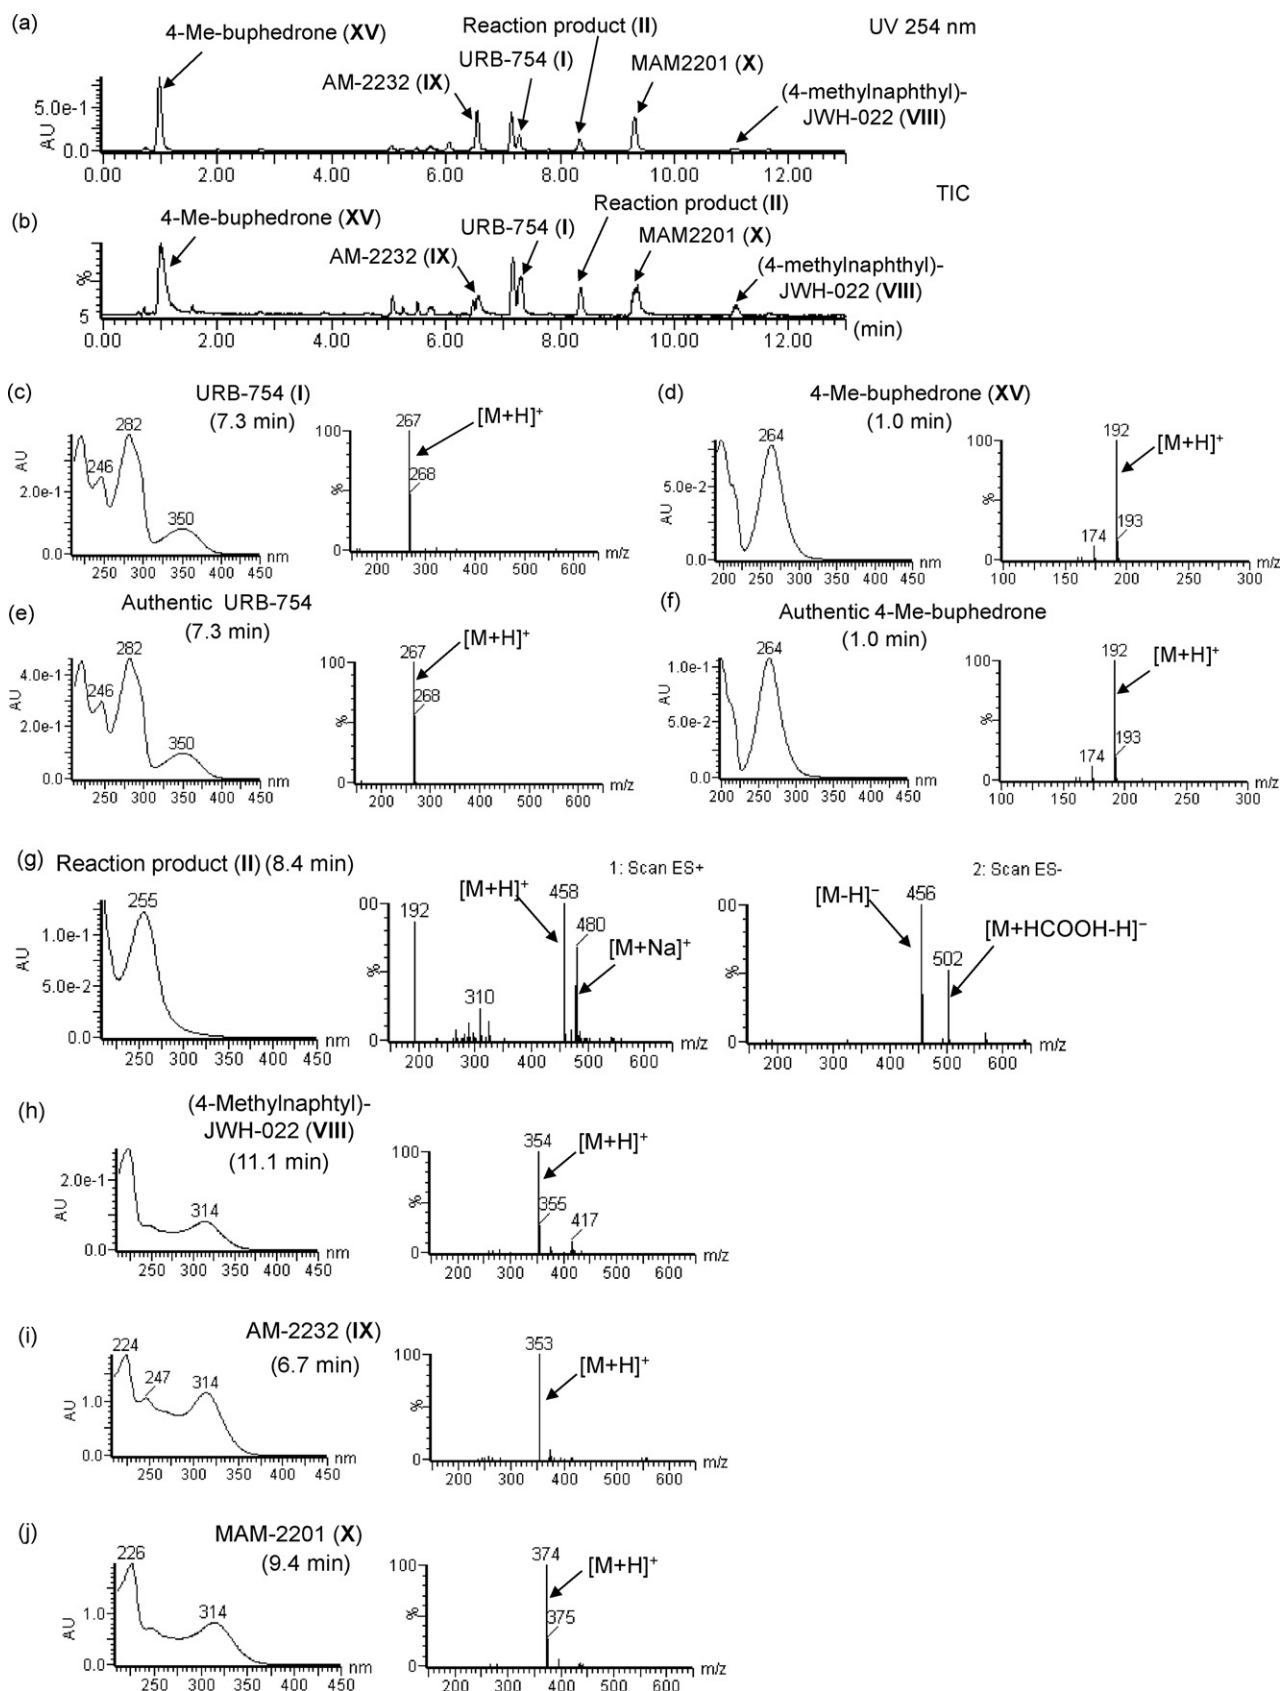 (a)
4-Me-buphedrone (XV)
Reaction product (II)
UV 254 nm
URB-754 (I)
AM-2232 (IX)
MAM2201 (X)
(4-methylnaphthyl)-
JWH-022 (VIII)
AU
5.0e-1
0.0
0.00 2.00 4.00 6.00 8.00 10.00 12.00
TIC
(b)
4-Me-buphedrone (XV)
Reaction product (II)
URB-754 (I)
AM-2232 (IX)
MAM2201 (X)
(4-methylnaphthyl)-
JWH-022 (VIII)
%
5
0.00 2.00 4.00 6.00 8.00 10.00 12.00 (min)
(c)
URB-754 (I)
(7.3 min)
282
246
350
AU
2.0e-1
0.0
250 300 350 400 450 nm
100
267
[M+H]+
268
%
0
200 300 400 500 600 m/z
(d)
4-Me-buphedrone (XV)
(1.0 min)
264
AU
5.0e-2
0.0
200 250 300 350 400 450 nm
100
192
[M+H]+
193
174
%
0
100 150 200 250 300 m/z
(e)
Authentic URB-754
(7.3 min)
282
246
350
AU
4.0e-1
2.0e-1
0.0
250 300 350 400 450 nm
100
267
[M+H]+
268
%
0
200 300 400 500 600 m/z
(f)
Authentic 4-Me-buphedrone
(1.0 min)
264
AU
1.0e-1
5.0e-2
0.0
200 250 300 350 400 450 nm
100
192
[M+H]+
193
174
%
0
100 150 200 250 300 m/z
(g) Reaction product (II) (8.4 min)
255
AU
1.0e-1
5.0e-2
0.0
250 300 350 400 450 nm
1: Scan ES+
00
192
[M+H]+
458
480
[M+Na]+
310
%
0
200 300 400 500 600 m/z
2: Scan ES-
00
[M-H]−
456
[M+HCOOH-H]−
502
%
0
200 300 400 500 600 m/z
(h)
(4-Methylnaphtyl)-
JWH-022 (VIII)
(11.1 min)
AU
2.0e-1
0.0
314
250 300 350 400 450 nm
100
354
[M+H]+
355
417
%
0
200 300 400 500 600 m/z
(i)
AM-2232 (IX)
(6.7 min)
224
247
314
AU
1.0
0.0
250 300 350 400 450 nm
100
353
[M+H]+
%
0
200 300 400 500 600 m/z
(j)
MAM-2201 (X)
(9.4 min)
226
314
AU
1.0
0.0
250 300 350 400 450 nm
100
374
[M+H]+
375
%
0
200 300 400 500 600 m/z